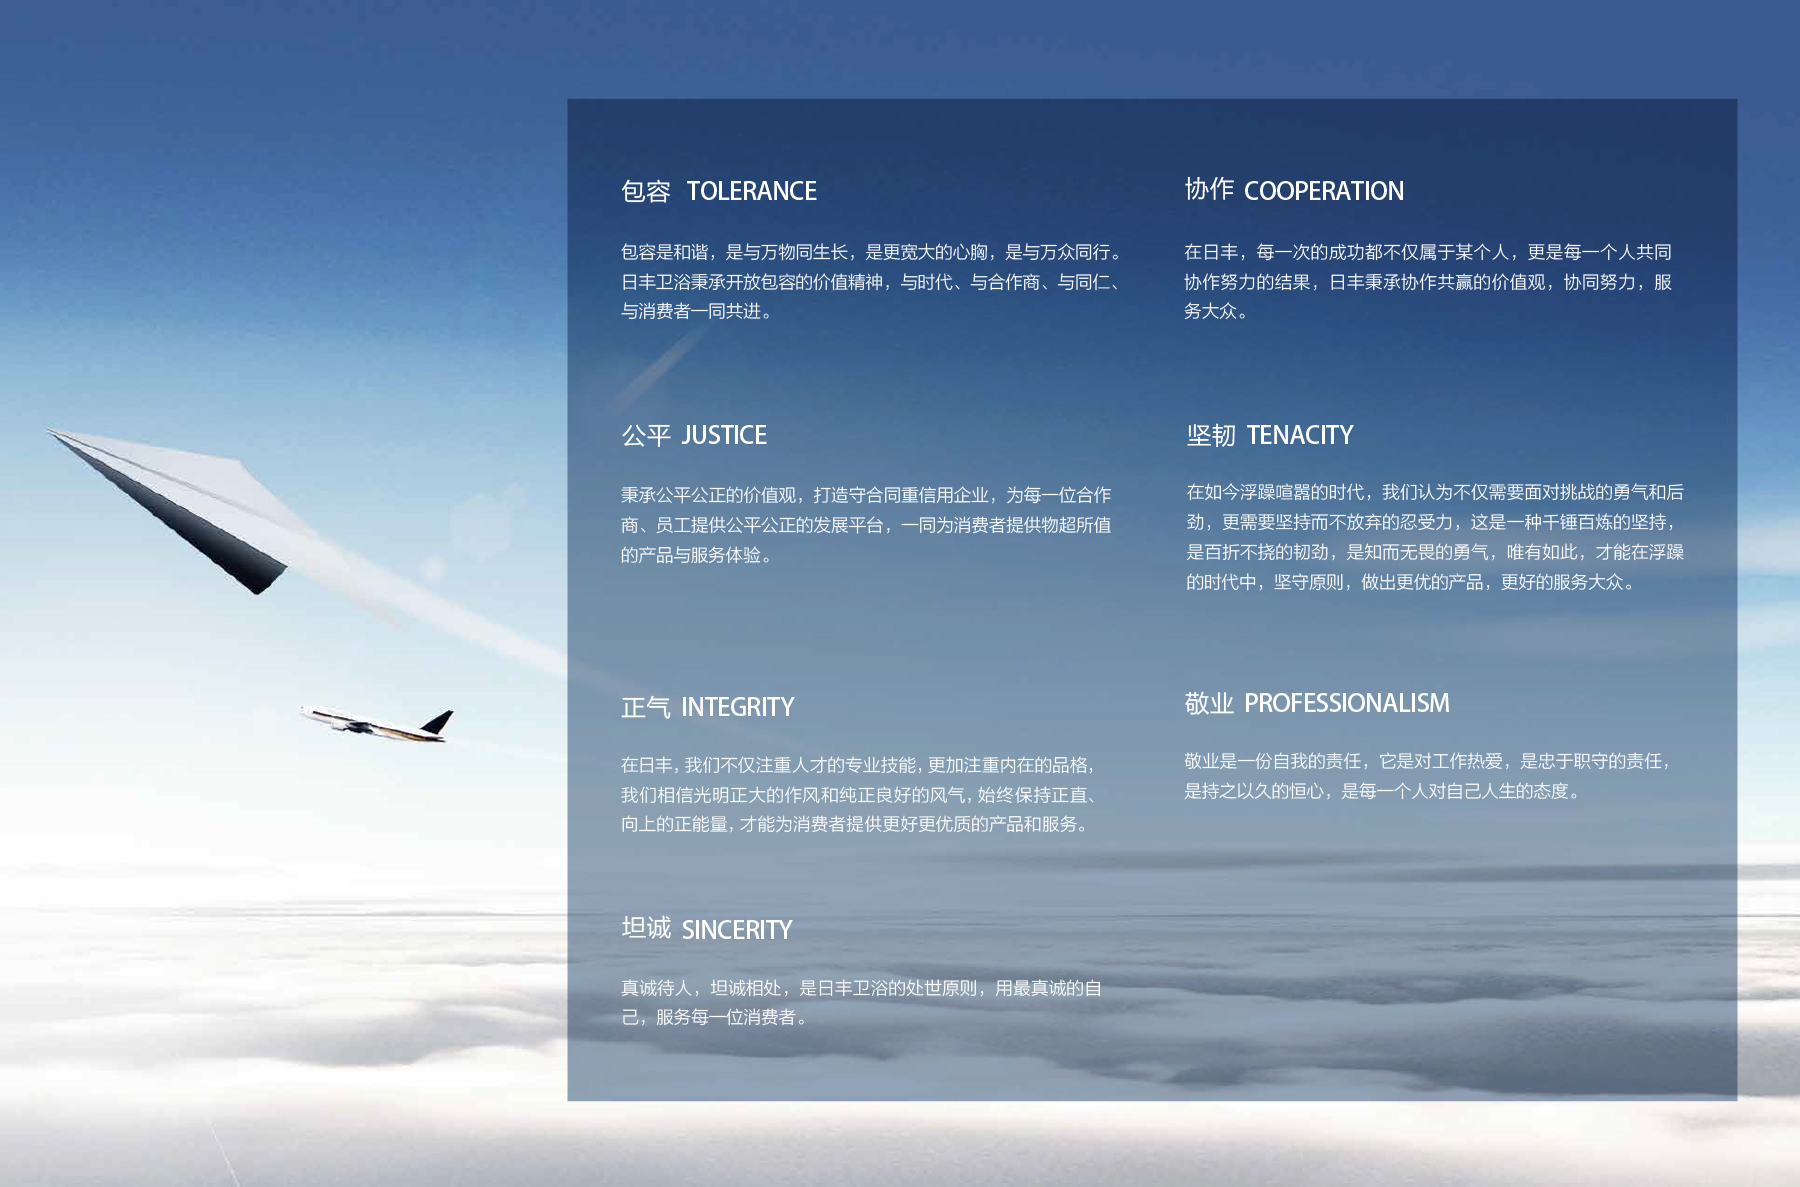 包容 TOLERANCE
包容是和谐，是与万物同生长，是更宽大的心胸，是与万众同行。
日丰卫浴秉承开放包容的价值精神，与时代、与合作商、与同仁、
与消费者一同共进。
公平 JUSTICE
秉承公平公正的价值观，打造守合同重信用企业，为每一位合作
商、员工提供公平公正的发展平台，一同为消费者提供物超所值
的产品与服务体验。
正气 INTEGRITY
在日丰，我们不仅注重人才的专业技能，更加注重内在的品格，
我们相信光明正大的作风和纯正良好的风气，始终保持正直、
向上的正能量，才能为消费者提供更好更优质的产品和服务。
坦诚 SINCERITY
真诚待人，坦诚相处，是日丰卫浴的处世原则，用最真诚的自
己，服务每一位消费者。
协作 COOPERATION
在日丰，每一次的成功都不仅属于某个人，更是每一个人共同
协作努力的结果，日丰秉承协作共赢的价值观，协同努力，服
务大众。
坚韧 TENACITY
在如今浮躁喧嚣的时代，我们认为不仅需要面对挑战的勇气和后
劲，更需要坚持而不放弃的忍受力，这是一种千锤百炼的坚持，
是百折不挠的韧劲，是知而无畏的勇气，唯有如此，才能在浮躁
的时代中，坚守原则，做出更优的产品，更好的服务大众。
敬业 PROFESSIONALISM
敬业是一份自我的责任，它是对工作热爱，是忠于职守的责任，
是持之以久的恒心，是每一个人对自己人生的态度。